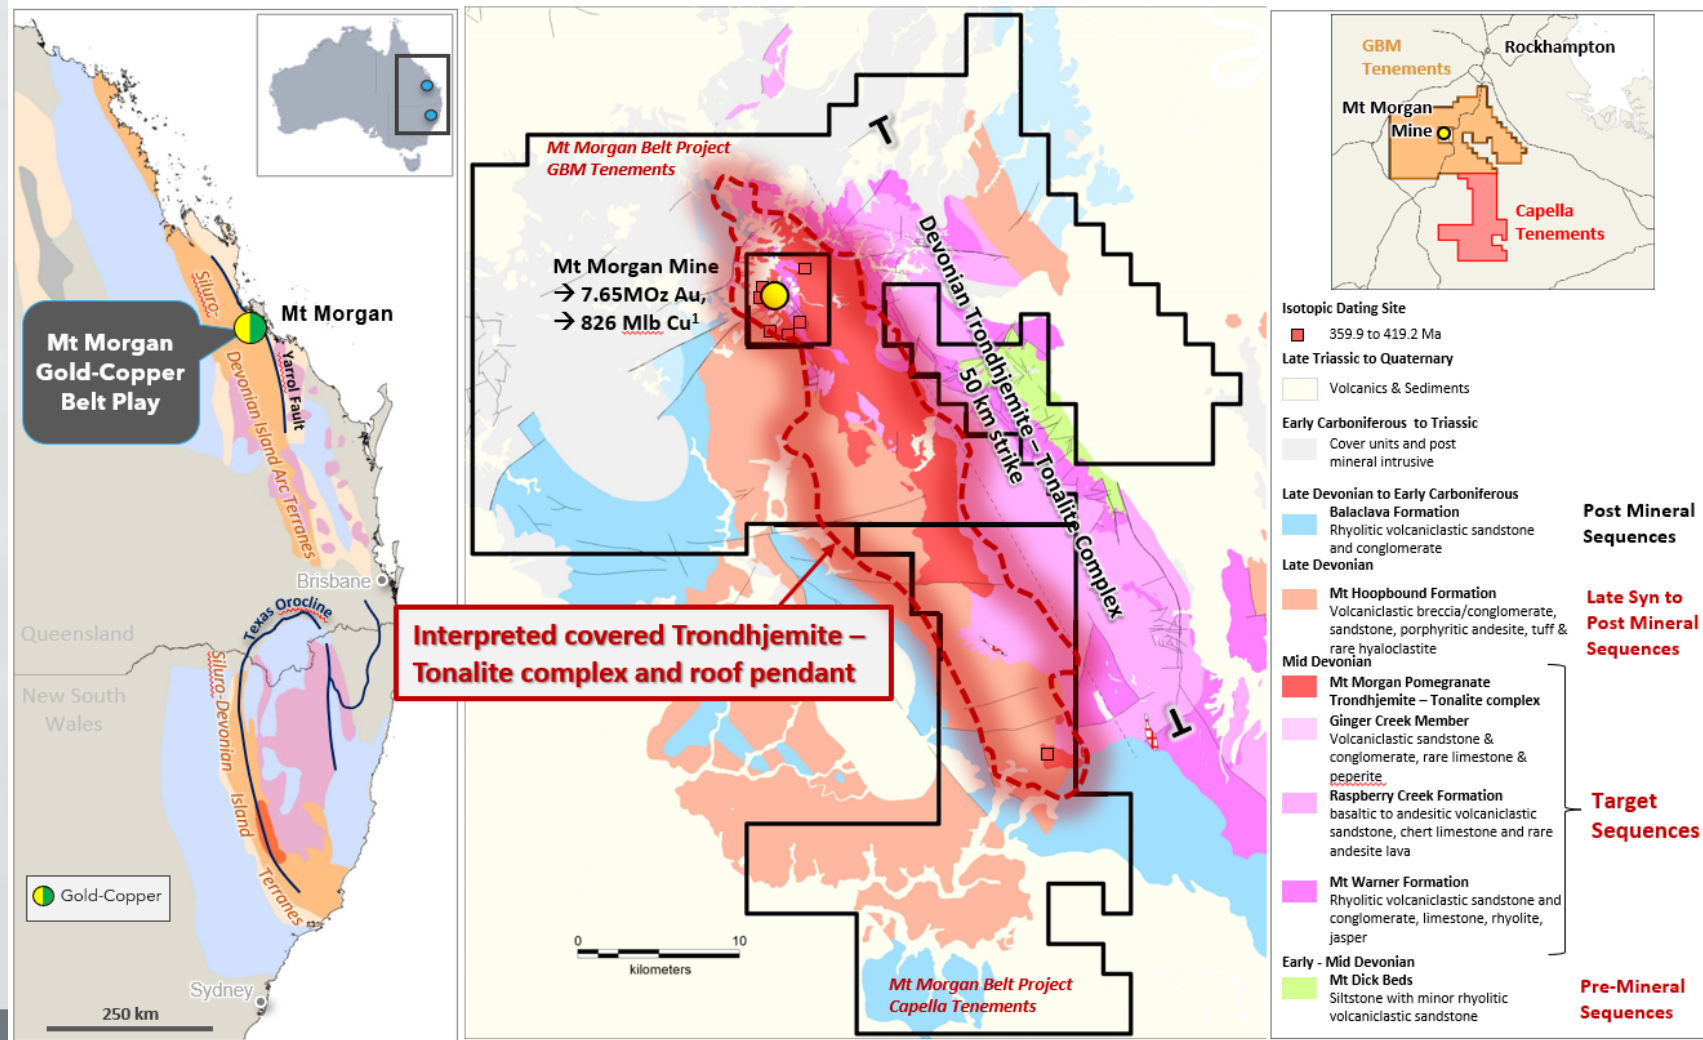 Mt Morgan
Mt Morgan
Gold-Copper
Belt Play
Siluro-
Devonian Island Arc Terranes
Yarrol Fault
Brisbane
Texas Orocline
Queensland
New South
Wales
Siluro-Devonian
Island
Terranes
Gold-Copper
Sydney
250 km
Mt Morgan Belt Project
GBM Tenements
Mt Morgan Mine
→ 7.65MOz Au,
→ 826 Mlb Cu¹
Devonian Trondhjemite – Tonalite Complex
50 km strike
Interpreted covered Trondhjemite –
Tonalite complex and roof pendant
0 10
kilometers
Mt Morgan Belt Project
Capella Tenements
GBM
Tenements
Rockhampton
Mt Morgan
Mine
Capella
Tenements
Isotopic Dating Site
359.9 to 419.2 Ma
Late Triassic to Quaternary
Volcanics & Sediments
Early Carboniferous to Triassic
Cover units and post
mineral intrusive
Late Devonian to Early Carboniferous
Balaclava Formation
Rhyolitic volcaniclastic sandstone
and conglomerate
Post Mineral
Sequences
Late Devonian
Mt Hoopbound Formation
Volcaniclastic breccia/conglomerate,
sandstone, porphyritic andesite, tuff &
rare hyaloclastite
Late Syn to
Post Mineral
Sequences
Mid Devonian
Mt Morgan Pomegranate
Trondhjemite – Tonalite complex
Ginger Creek Member
Volcaniclastic sandstone &
conglomerate, rare limestone &
peperite
Raspberry Creek Formation
basaltic to andesitic volcaniclastic
sandstone, chert limestone and rare
andesite lava
Mt Warner Formation
Rhyolitic volcaniclastic sandstone and
conglomerate, limestone, rhyolite,
jasper
Target
Sequences
Early - Mid Devonian
Mt Dick Beds
Siltstone with minor rhyolitic
volcaniclastic sandstone
Pre-Mineral
Sequences